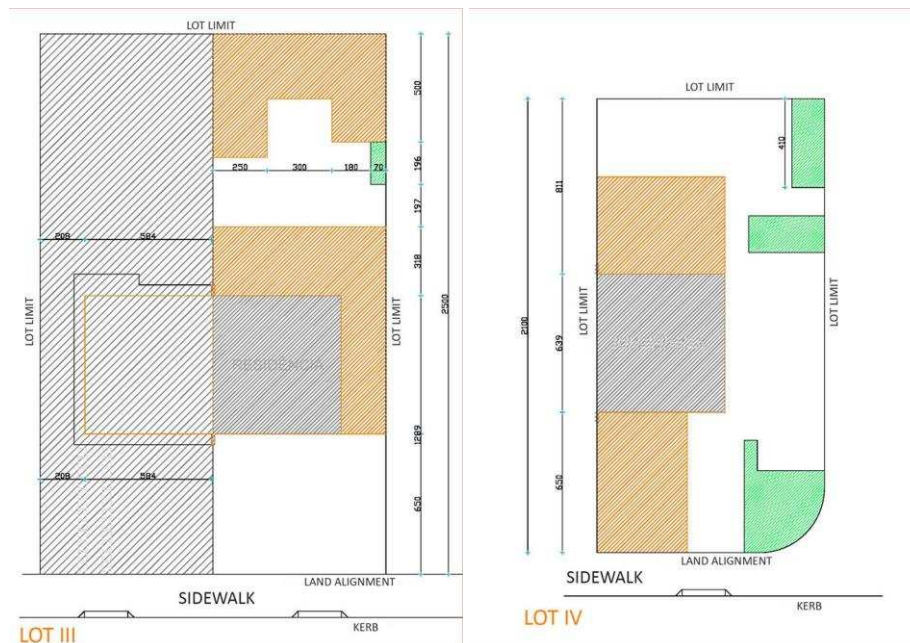 LOT LIMIT
500
250
300
180
70
196
197
208
584
318
LOT LIMIT
LOT LIMIT
2500
RESIDÊNCIA
1289
208
584
650
LAND ALIGNMENT
SIDEWALK
KERB
LOT III
LOT LIMIT
410
811
LOT LIMIT
LOT LIMIT
2100
639
650
LAND ALIGNMENT
SIDEWALK
KERB
LOT IV